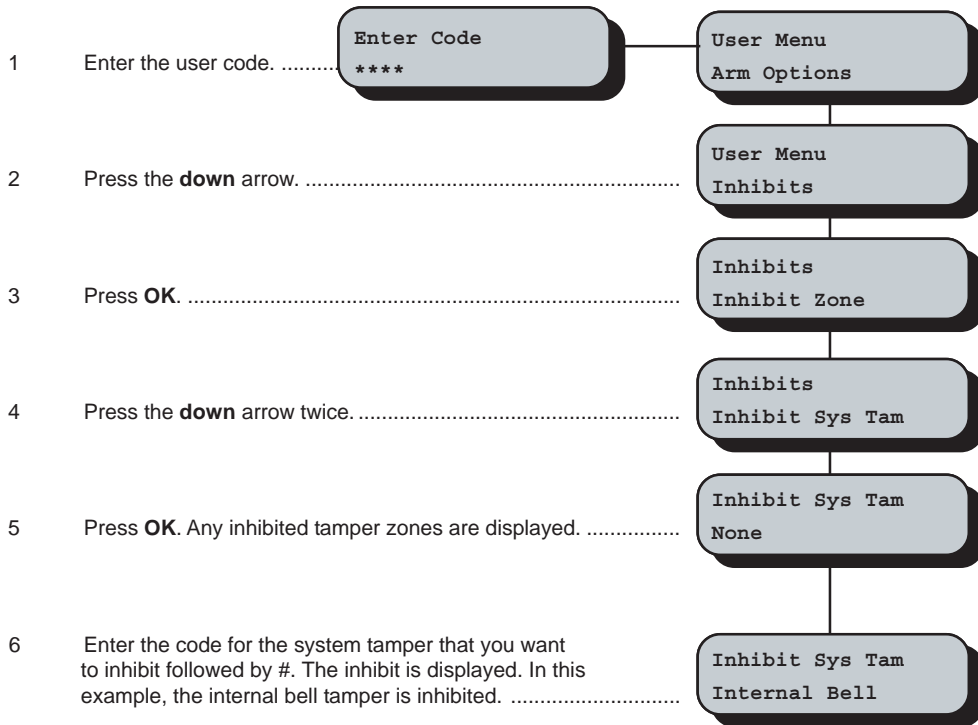 Enter Code
****
User Menu
Arm Options
1 Enter the user code. ..........
User Menu
Inhibits
2 Press the down arrow. .................................................................
Inhibits
Inhibit Zone
3 Press OK. .....................................................................................
Inhibits
Inhibit Sys Tam
4 Press the down arrow twice. ........................................................
Inhibit Sys Tam
None
5 Press OK. Any inhibited tamper zones are displayed. ................
6 Enter the code for the system tamper that you want
to inhibit followed by #. The inhibit is displayed. In this
example, the internal bell tamper is inhibited. .............................
Inhibit Sys Tam
Internal Bell